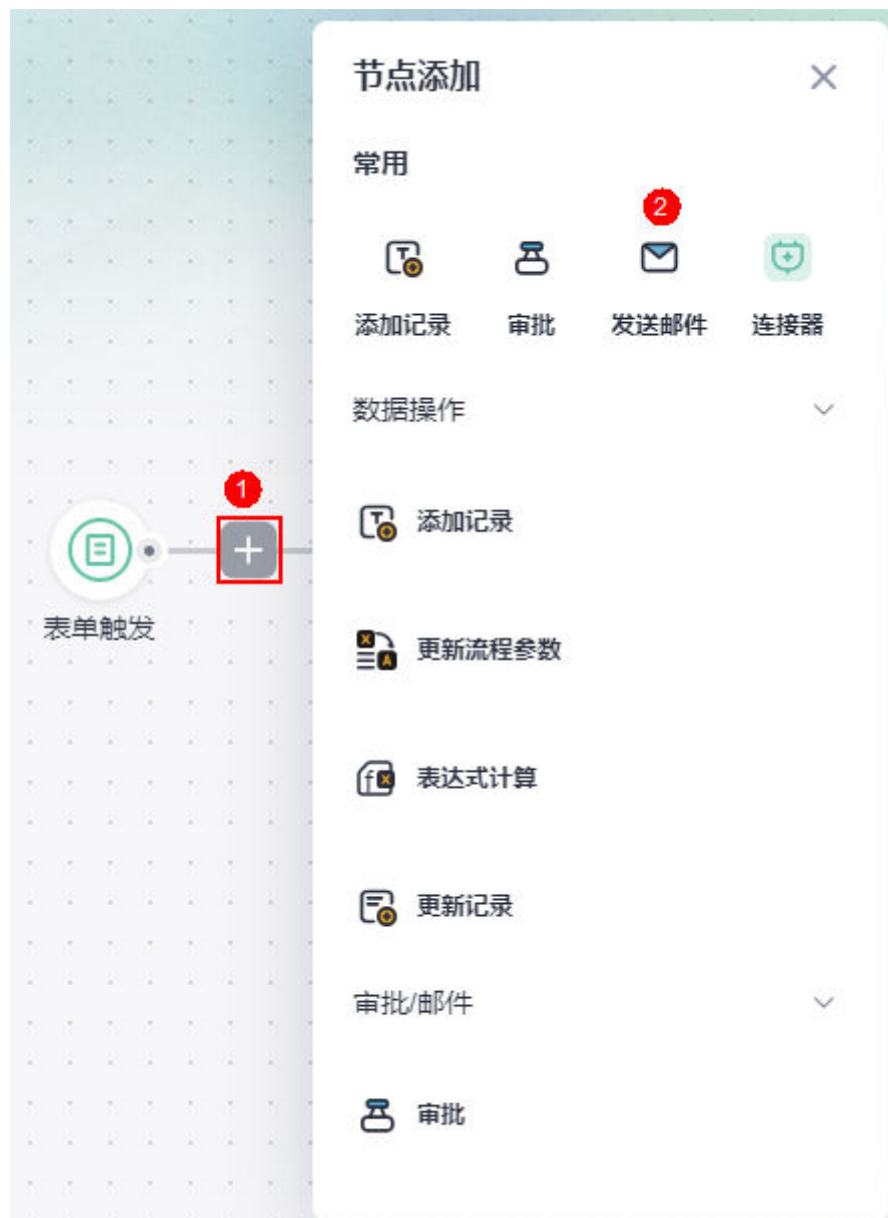 节点添加
常用
2
添加记录 审批 发送邮件 连接器
数据操作
1
添加记录
表单触发
更新流程参数
表达式计算
更新记录
审批/邮件
审批